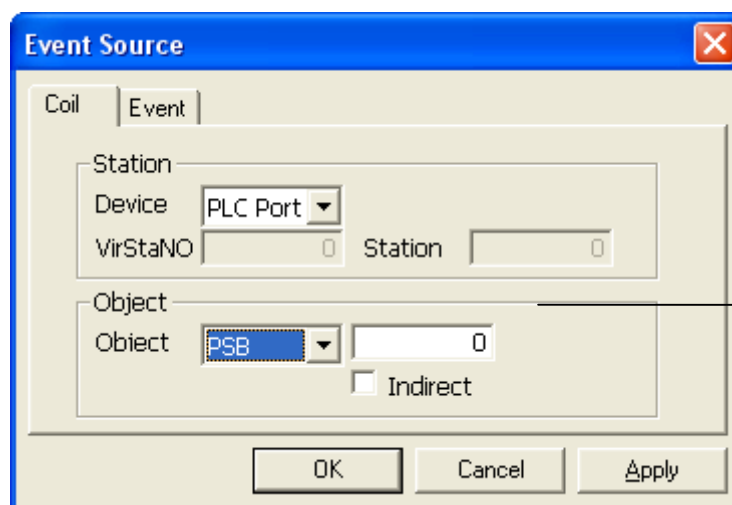 Event Source
Coil Event
Station
Device PLC Port
VirStaNO 0 Station 0
Object
Obiect PSB 0
Indirect
OK Cancel Apply